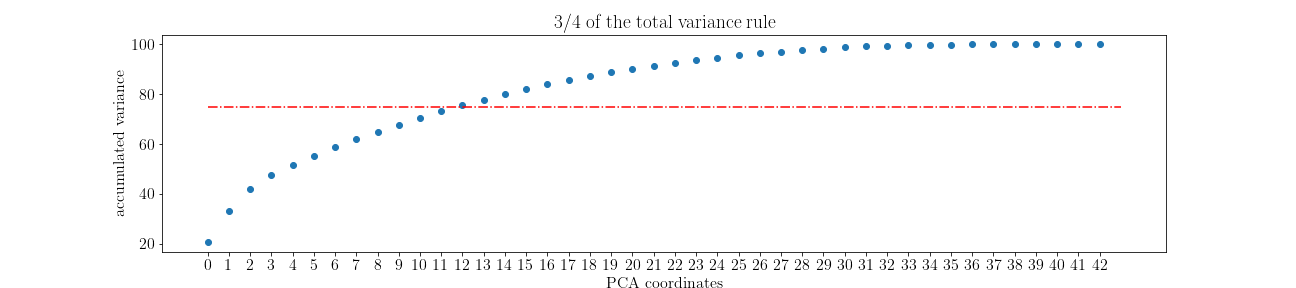 3/4 of the total variance rule
100
80
60
40
20
accumulated variance
0 1 2 3 4 5 6 7 8 9 10 11 12 13 14 15 16 17 18 19 20 21 22 23 24 25 26 27 28 29 30 31 32 33 34 35 36 37 38 39 40 41 42
PCA coordinates